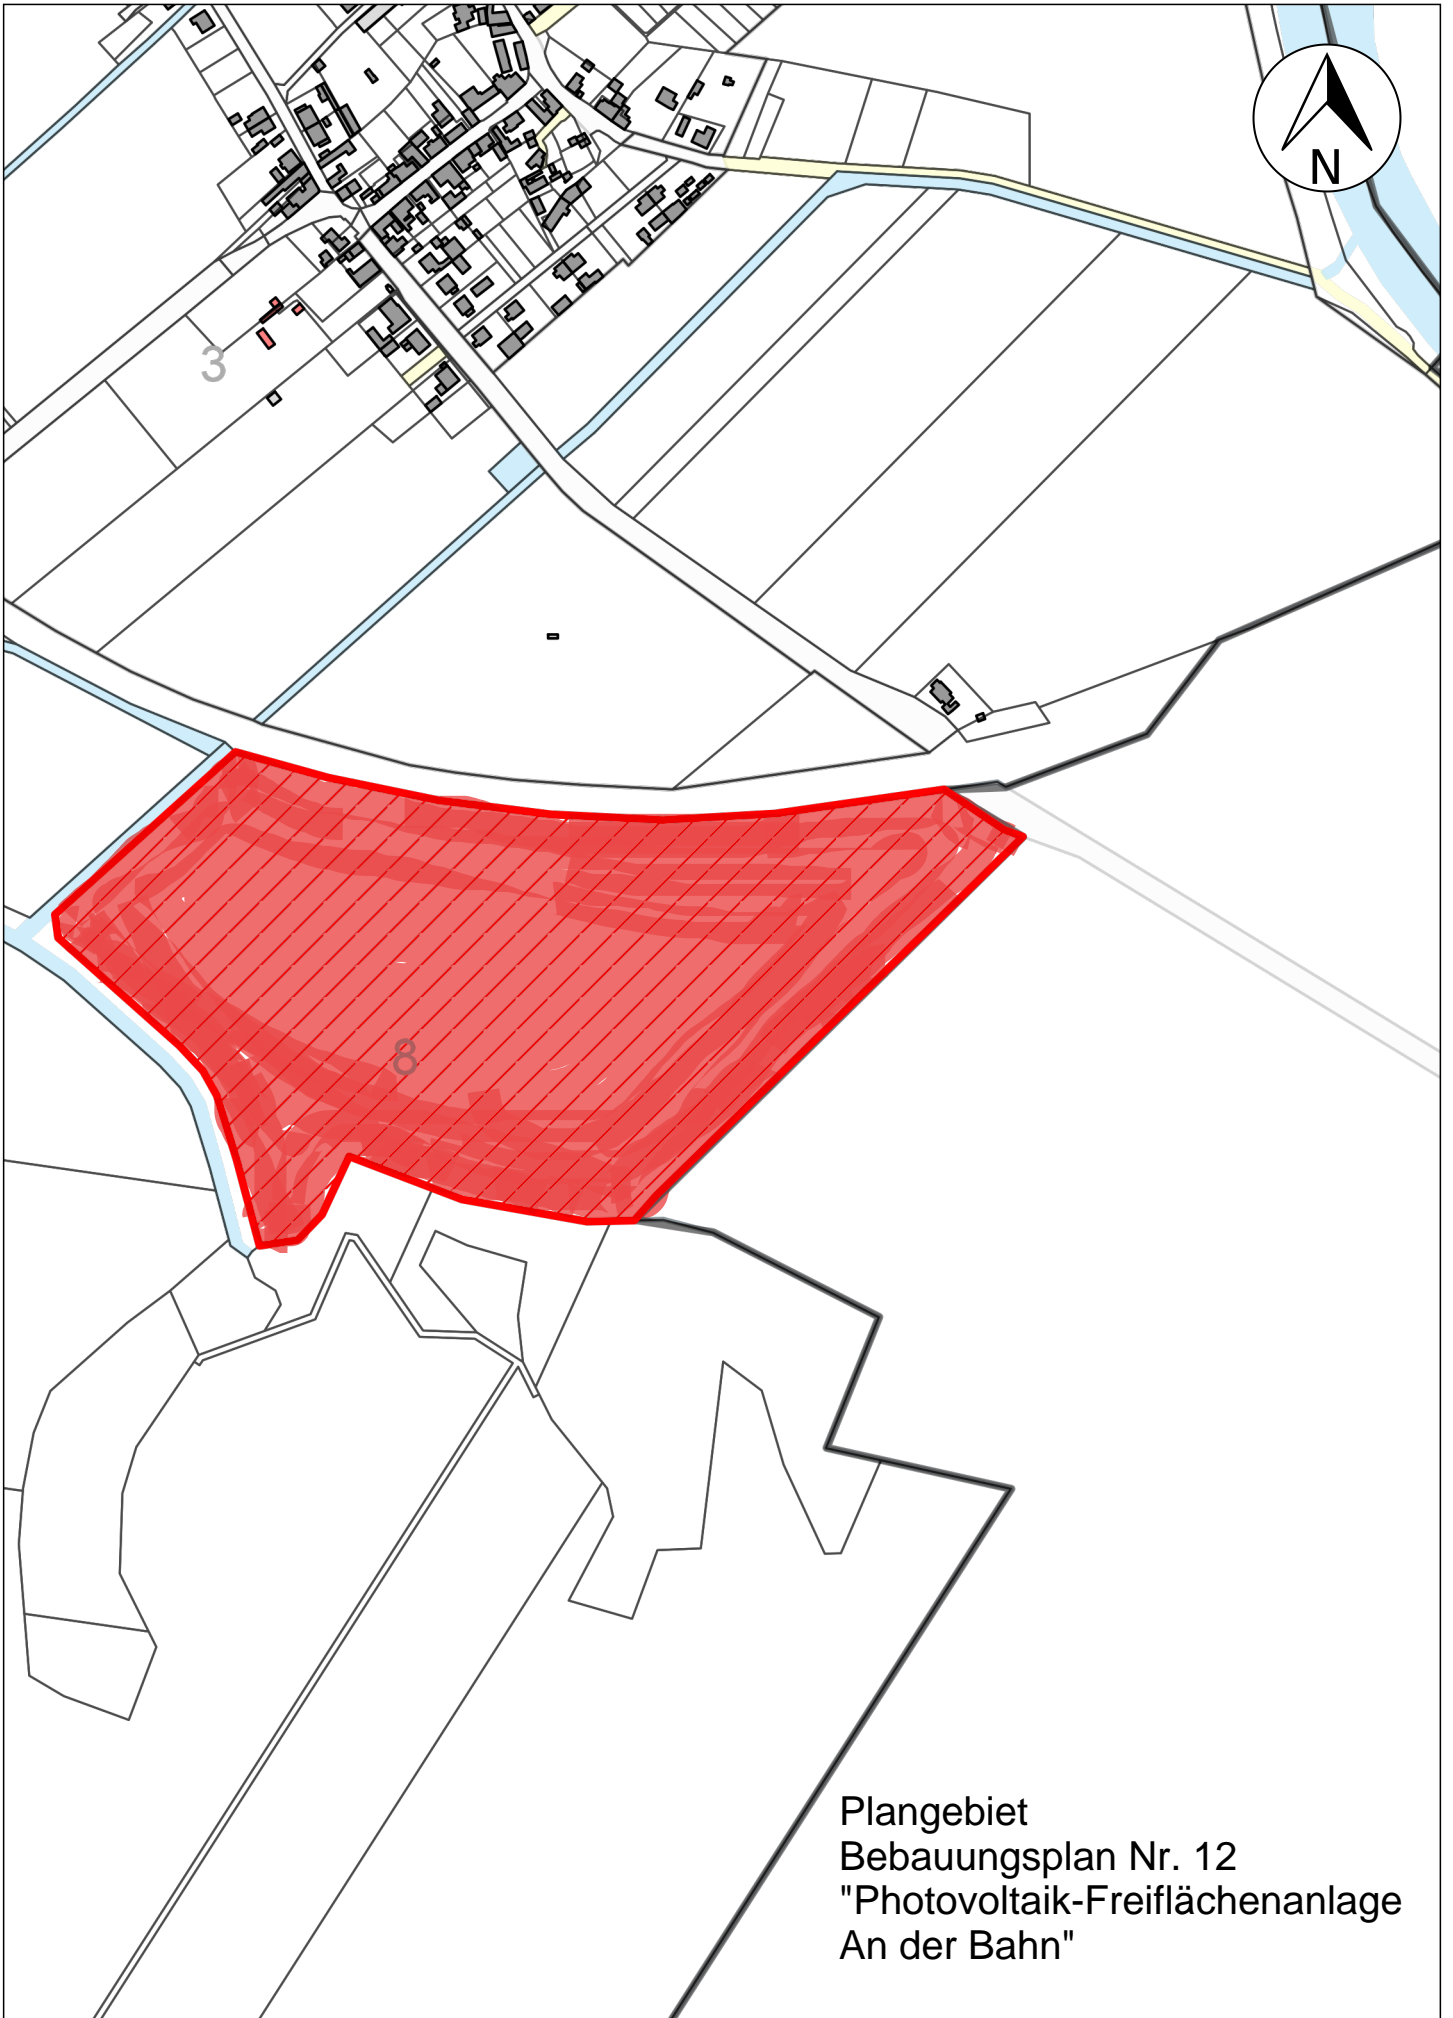 N
3
8
Plangebiet
Bebauungsplan Nr. 12
"Photovoltaik-Freiflächenanlage
An der Bahn"